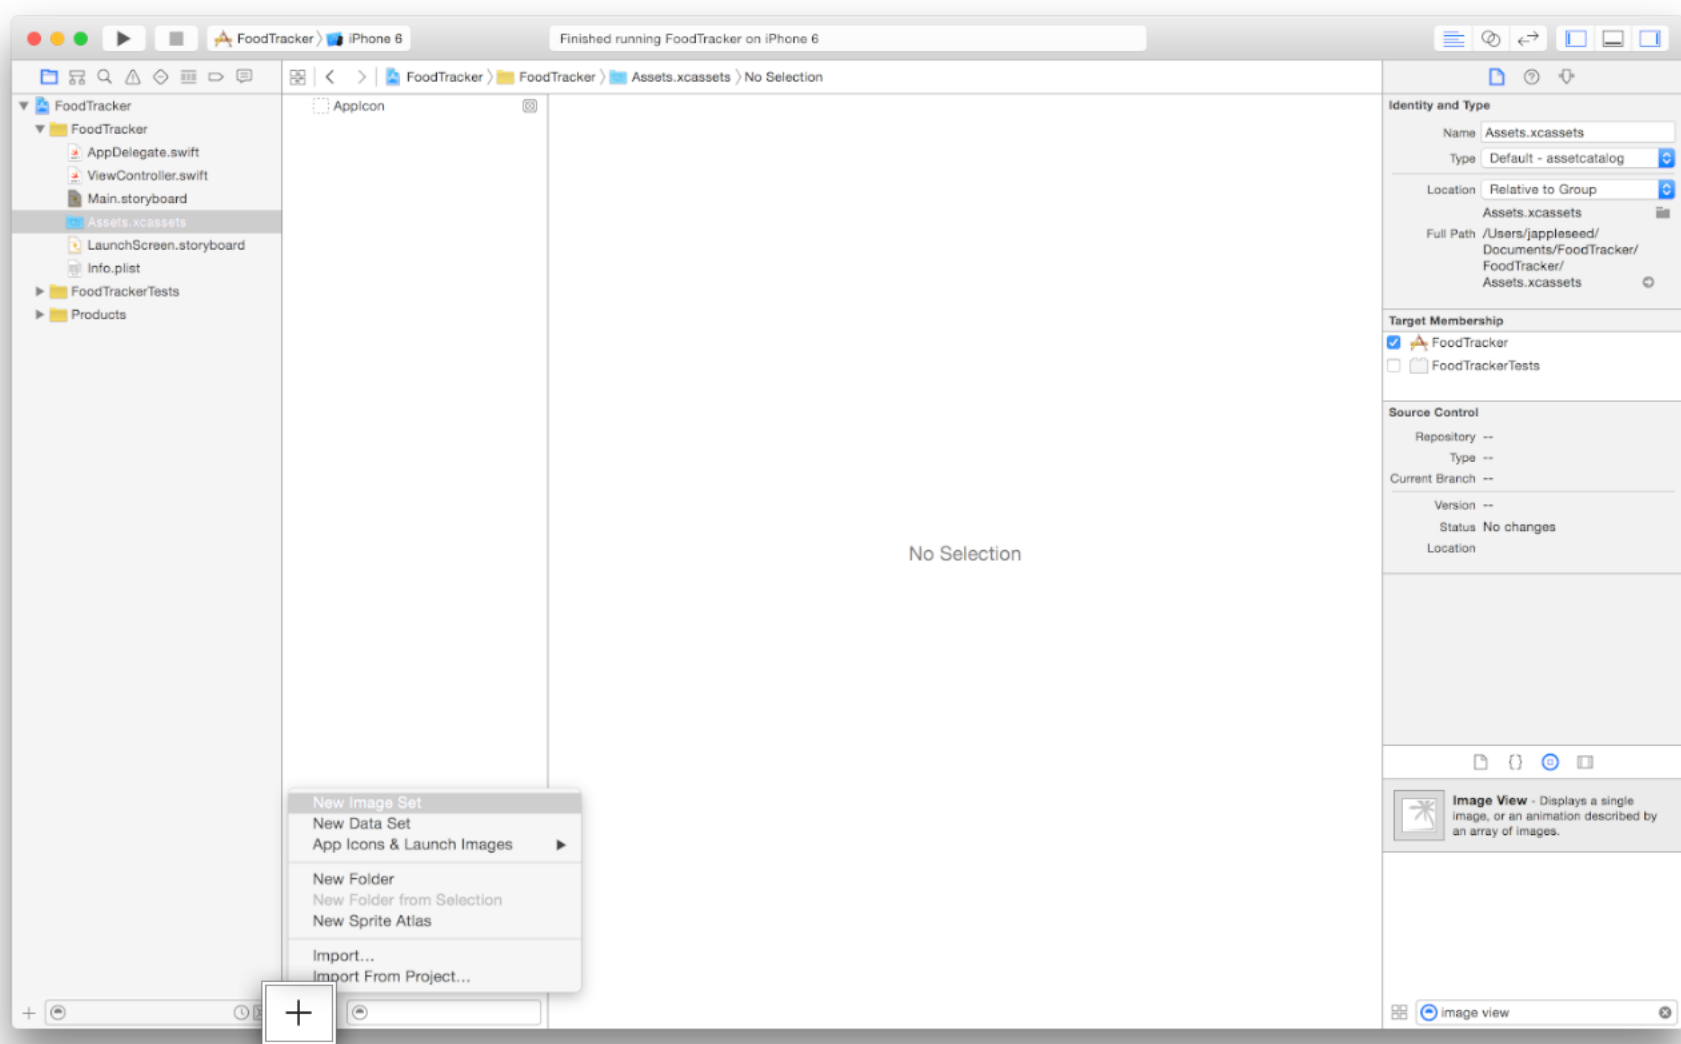 FoodTracker iPhone 6
Finished running FoodTracker on iPhone 6
FoodTracker FoodTracker Assets.xcassets No Selection
FoodTracker
FoodTracker
AppDelegate.swift
ViewController.swift
Main.storyboard
Assets.xcassets
LaunchScreen.storyboard
Info.plist
FoodTrackerTests
Products
AppIcon
No Selection
New Image Set
New Data Set
App Icons & Launch Images
New Folder
New Folder from Selection
New Sprite Atlas
Import...
Import From Project...
Identity and Type
Name Assets.xcassets
Type Default - assetcatalog
Location Relative to Group
Assets.xcassets
Full Path /Users/jappleseed/
Documents/FoodTracker/
FoodTracker/
Assets.xcassets
Target Membership
FoodTracker
FoodTrackerTests
Source Control
Repository --
Type --
Current Branch --
Version --
Status No changes
Location
Image View - Displays a single
image, or an animation described by
an array of images.
image view